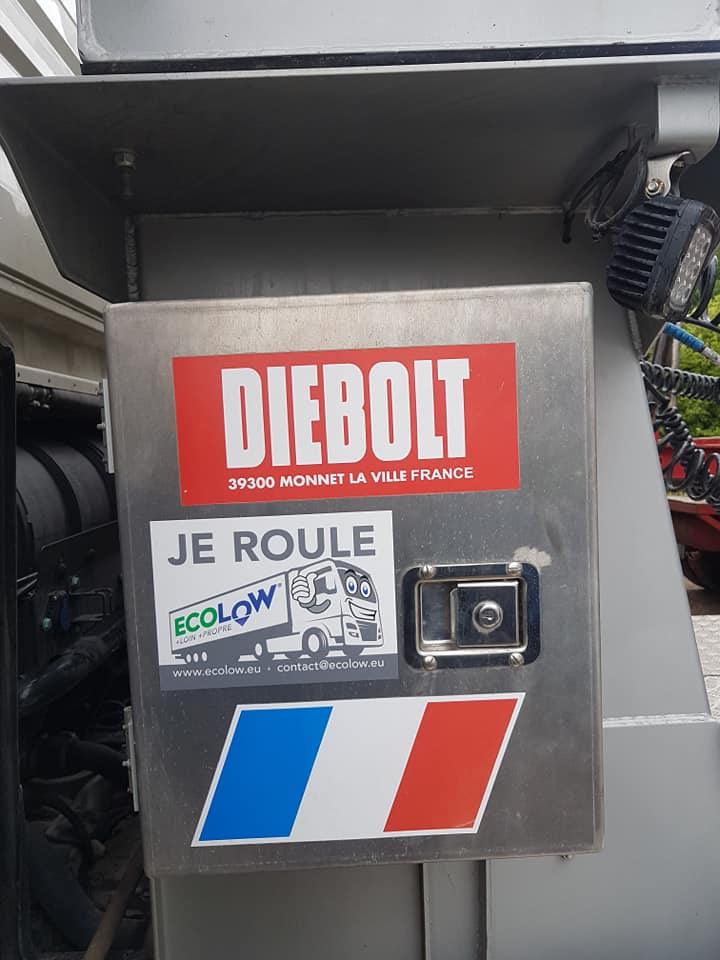 DIEBOLT
39300 MONNET LA VILLE FRANCE
JE ROULE
ECOLOW
+LOIN +PROPRE
www.ecolow.eu • contact@ecolow.eu